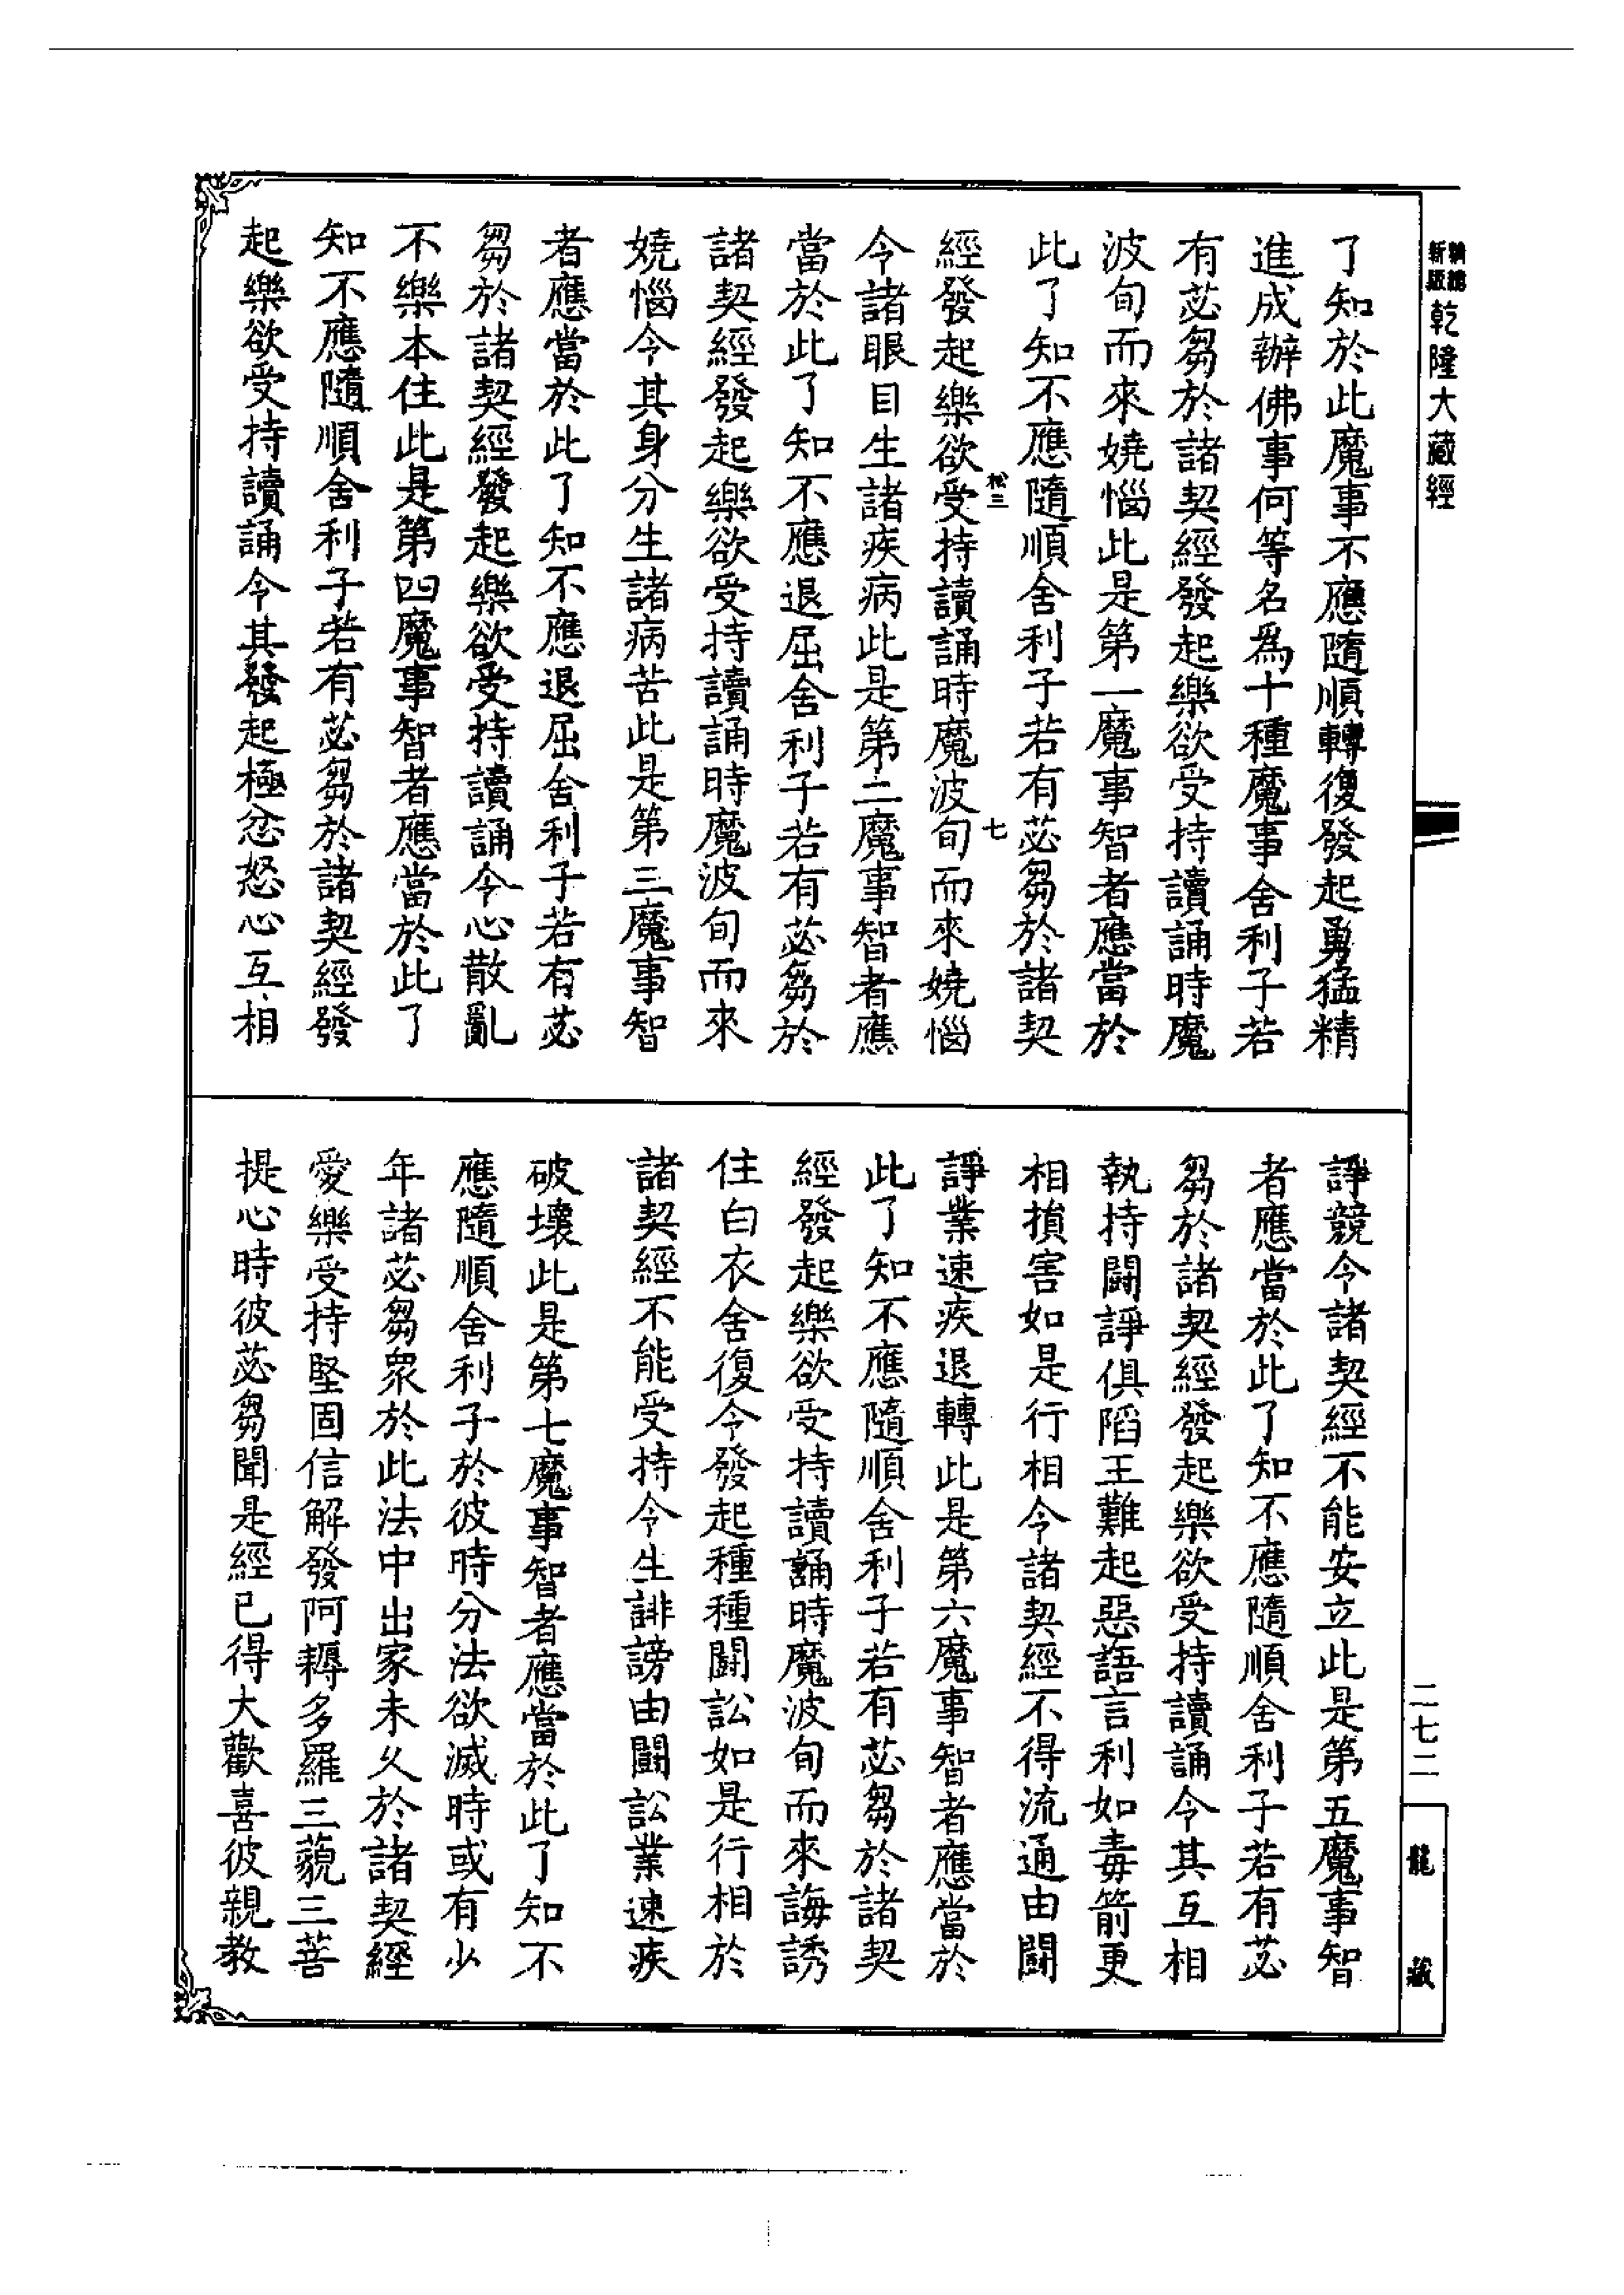 乾隆大藏經
了知於此魔事不應隨順轉復發起勇猛精
進成辦佛事何等名為十種魔事舍利子若
有苾芻於諸契經發起樂欲受持讀誦時魔
波旬而來嬈惱此是第一魔事智者應當於
此了知不應隨順舍利子若有苾芻於諸契
松三
七
經發起樂欲受持讀誦時魔波旬而來嬈惱
令諸眼目生諸疾病此是第二魔事智者應
當於此了知不應退屈舍利子若有苾芻於
諸契經發起樂欲受持讀誦時魔波旬而來
嬈惱令其身分生諸病苦此是第三魔事智
者應當於此了知不應退屈舍利子若有苾
芻於諸契經發起樂欲受持讀誦令心散亂
不樂本住此是第四魔事智者應當於此了
知不應隨順舍利子若有苾芻於諸契經發
起樂欲受持讀誦令其發起極忿怒心互相
諍競令諸契經不能安立此是第五魔事智
者應當於此了知不應隨順舍利子若有苾
芻於諸契經發起樂欲受持讀誦令其互相
執持鬪諍俱陷王難起惡語言利如毒箭更
相損害如是行相令諸契經不得流通由鬪
諍業速疾退轉此是第六魔事智者應當於
此了知不應隨順舍利子若有苾芻於諸契
經發起樂欲受持讀誦時魔波旬而來誨誘
住白衣舍復令發起種種鬪訟如是行相於
諸契經不能受持令生誹謗由鬪訟業速疾
破壞此是第七魔事智者應當於此了知不
應隨順舍利子於彼時分法欲滅時或有少
年諸苾芻眾於此法中出家未久於諸契經
愛樂受持堅固信解發阿耨多羅三藐三菩
提心時彼苾芻聞是經已得大歡喜彼親教
二七二
龍藏